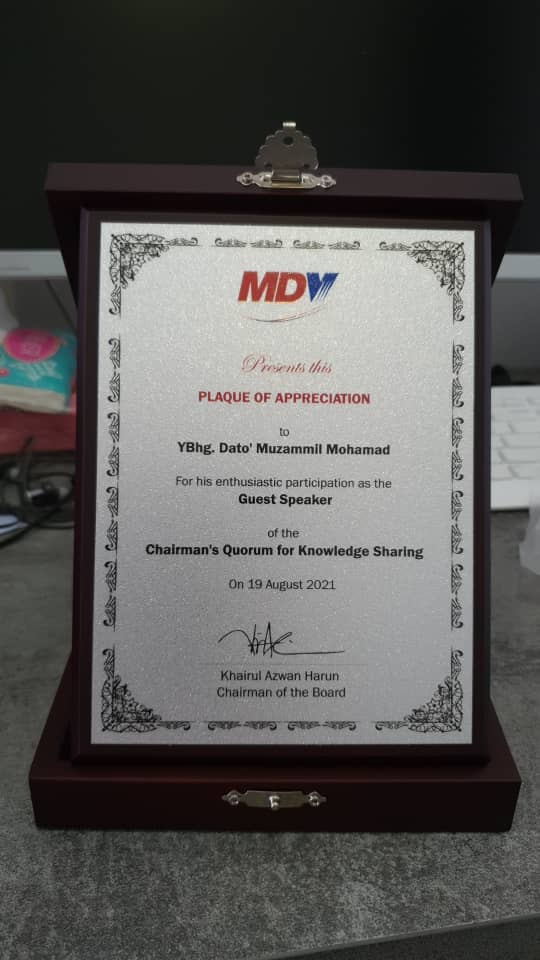 MDV
Presents this
PLAQUE OF APPRECIATION
to
YBhg. Dato' Muzammil Mohamad
For his enthusiastic participation as the
Guest Speaker
of the
Chairman's Quorum for Knowledge Sharing
On 19 August 2021
Khairul Azwan Harun
Chairman of the Board